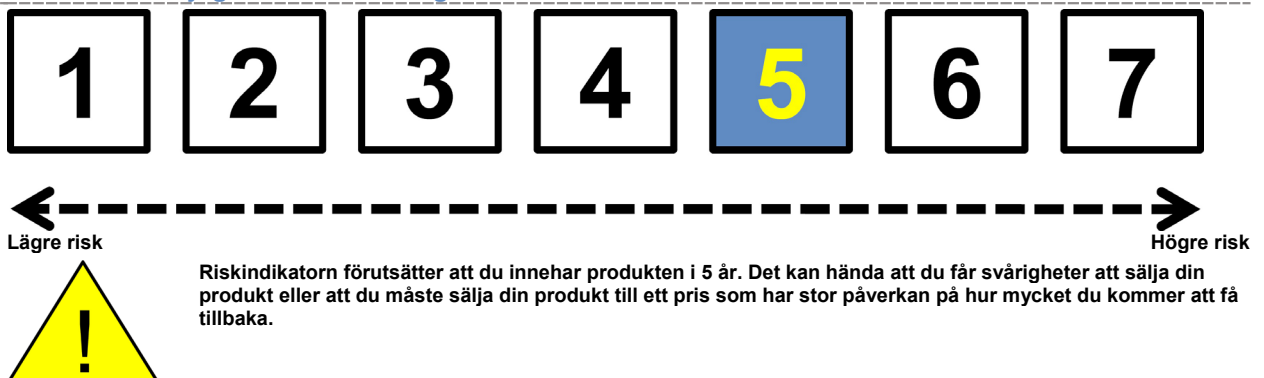 1 2 3 4 5 6 7
Lägre risk Högre risk
Riskindikatorn förutsätter att du innehar produkten i 5 år. Det kan hända att du får svårigheter att sälja din
produkt eller att du måste sälja din produkt till ett pris som har stor påverkan på hur mycket du kommer att få
tillbaka.
!